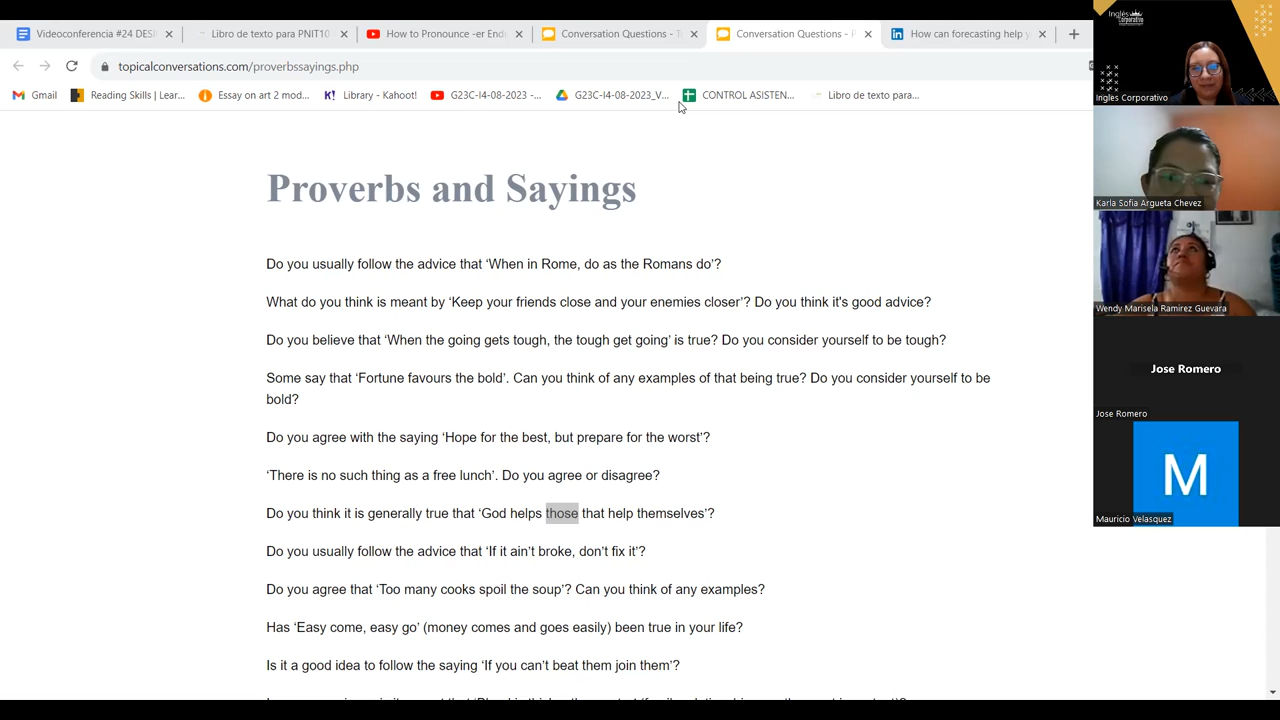 Videoconferencia #24 DESI
Libro de texto para PNIT10
How to Pronounce -er Endi
Conversation Questions - T
Conversation Questions - P
How can forecasting help y
topicalconversations.com/proverbssayings.php
Gmail
Reading Skills | Lear...
Essay on art 2 mod...
Library - Kahoo
G23C-I4-08-2023 -...
G23C-I4-08-2023_V...
CONTROL ASISTEN...
Libro de texto para...
Proverbs and Sayings
Do you usually follow the advice that ‘When in Rome, do as the Romans do’?
What do you think is meant by ‘Keep your friends close and your enemies closer’? Do you think it's good advice?
Do you believe that ‘When the going gets tough, the tough get going’ is true? Do you consider yourself to be tough?
Some say that ‘Fortune favours the bold’. Can you think of any examples of that being true? Do you consider yourself to be
bold?
Do you agree with the saying ‘Hope for the best, but prepare for the worst’?
‘There is no such thing as a free lunch’. Do you agree or disagree?
Do you think it is generally true that ‘God helps those that help themselves’?
Do you usually follow the advice that ‘If it ain’t broke, don’t fix it’?
Do you agree that ‘Too many cooks spoil the soup’? Can you think of any examples?
Has ‘Easy come, easy go’ (money comes and goes easily) been true in your life?
Is it a good idea to follow the saying ‘If you can’t beat them join them’?
Inglés
Corporativo
Ingles Corporativo
Karla Sofia Argueta Chevez
Wendy Marisela Ramirez Guevara
Jose Romero
Jose Romero
M
Mauricio Velasquez